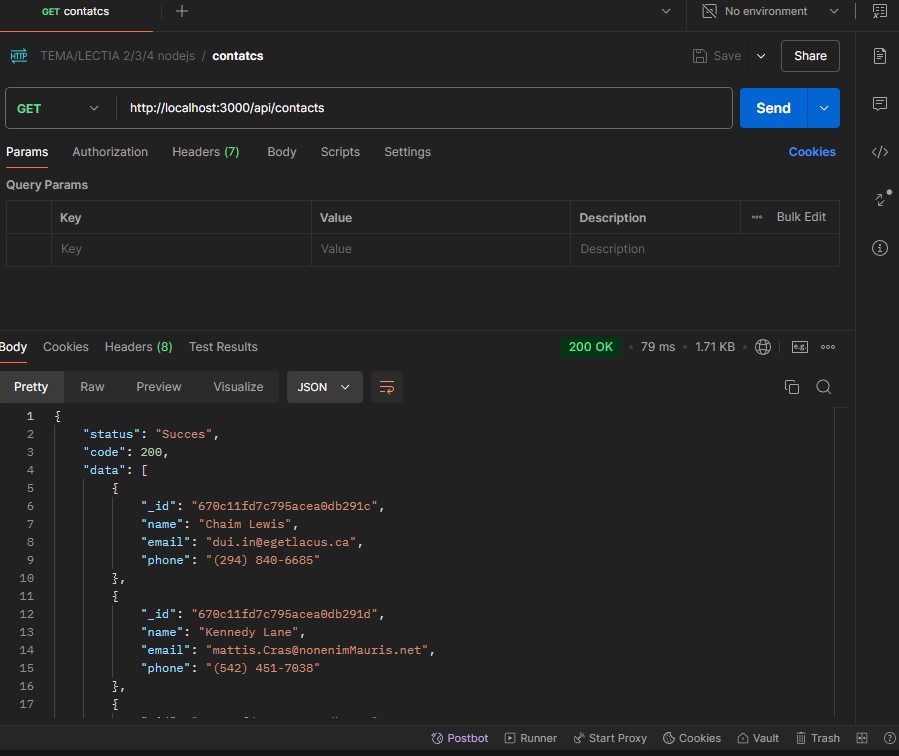 GET contatcs
No environment
HTTP TEMA/LECTIA 2/3/4 nodejs / contatcs
Save
Share
GET
http://localhost:3000/api/contacts
Send
Params Authorization Headers (7) Body Scripts Settings Cookies
Query Params
Key Value Description Bulk Edit
Key Value Description
Body Cookies Headers (8) Test Results 200 OK 79 ms 1.71 KB e.g.
Pretty Raw Preview Visualize JSON
1 {
2 "status": "Succes",
3 "code": 200,
4 "data": [
5 {
6 "_id": "670c11fd7c795acea0db291c",
7 "name": "Chaim Lewis",
8 "email": "dui.in@egetlacus.ca",
9 "phone": "(294) 840-6685"
10 },
11 {
12 "_id": "670c11fd7c795acea0db291d",
13 "name": "Kennedy Lane",
14 "email": "mattis.Cras@nonenimMauris.net",
15 "phone": "(542) 451-7038"
16 },
17 {
Postbot Runner Start Proxy Cookies Vault Trash